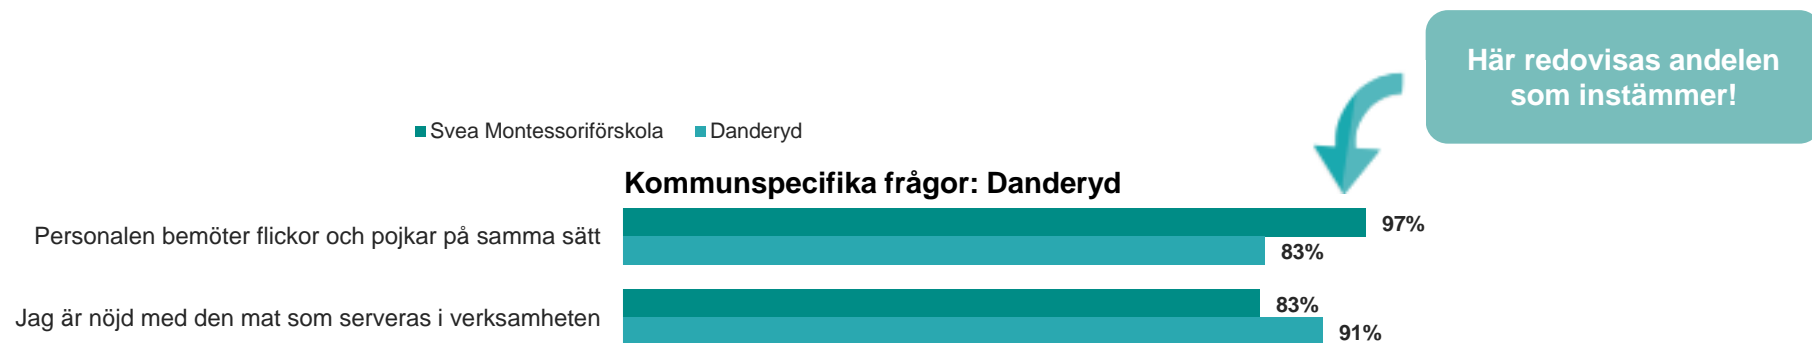 Här redovisas andelen
som instämmer!
Svea Montessoriförskola Danderyd
Kommunspecifika frågor: Danderyd
Personalen bemöter flickor och pojkar på samma sätt
97%
83%
Jag är nöjd med den mat som serveras i verksamheten
83%
91%